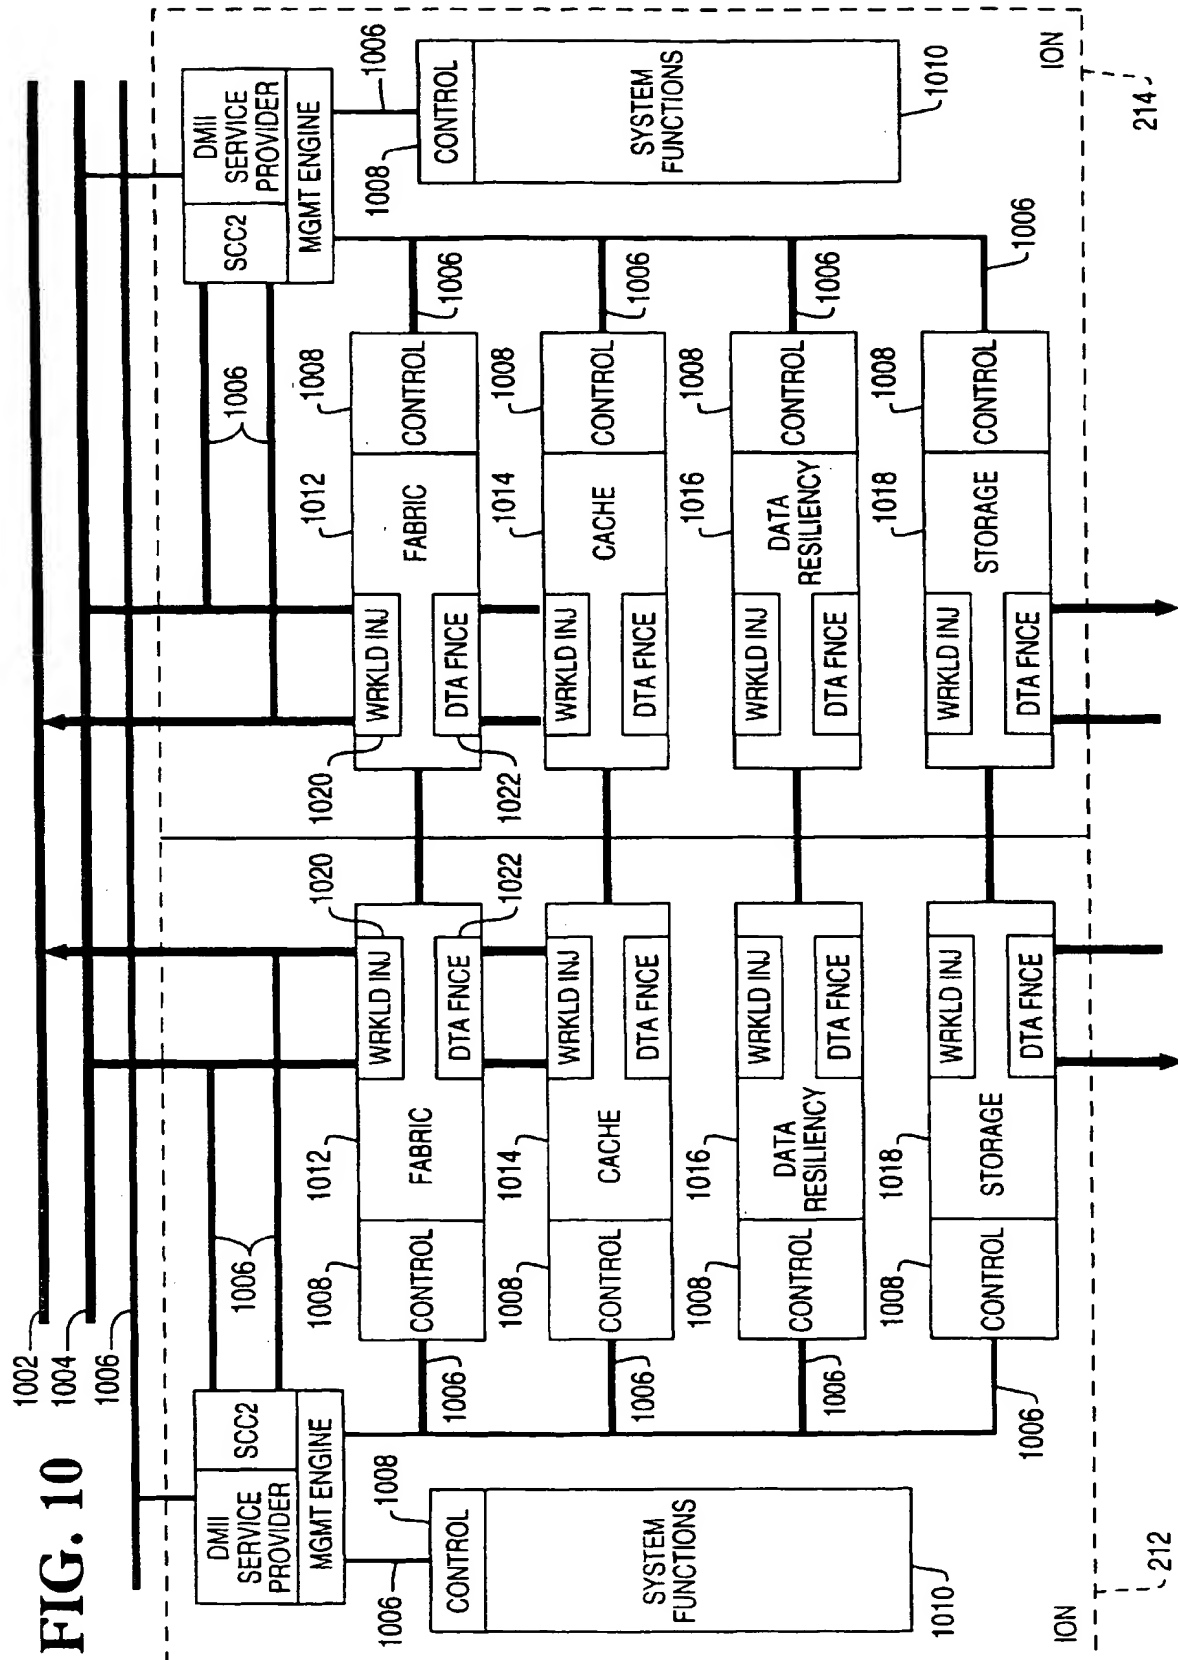 FIG. 10
1002
1004
1006
DMII
SERVICE
PROVIDER
SCC2
MGMT ENGINE
1006
1008
CONTROL
SYSTEM
FUNCTIONS
1010
ION
212
1006
1006
1006
1006
1006
1008
CONTROL
1012
FABRIC
WRKLD INJ
DTA FNCE
1020
1022
1008
CONTROL
1014
CACHE
WRKLD INJ
DTA FNCE
1008
CONTROL
1016
DATA
RESILIENCY
WRKLD INJ
DTA FNCE
1008
CONTROL
1018
STORAGE
WRKLD INJ
DTA FNCE
1020
1022
WRKLD INJ
DTA FNCE
1012
FABRIC
1008
CONTROL
1006
WRKLD INJ
DTA FNCE
1014
CACHE
1008
CONTROL
1006
WRKLD INJ
DTA FNCE
1016
DATA
RESILIENCY
1008
CONTROL
1006
WRKLD INJ
DTA FNCE
1018
STORAGE
1008
CONTROL
1006
1006
SCC2
DMII
SERVICE
PROVIDER
MGMT ENGINE
1006
1008
CONTROL
SYSTEM
FUNCTIONS
1010
ION
214